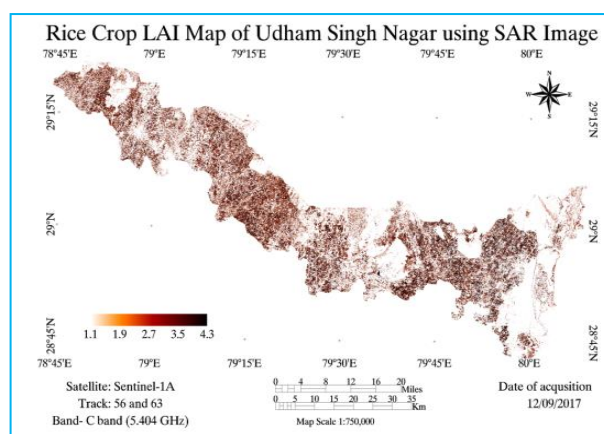 Rice Crop LAI Map of Udham Singh Nagar using SAR Image
78°45'E 79°E 79°15'E 79°30'E 79°45'E 80°E
N
W E
S
29°15'N 29°15'N
29°N 29°N
28°45'N 28°45'N
1.1 1.9 2.7 3.5 4.3
78°45'E 79°E 79°15'E 79°30'E 79°45'E 80°E
Satellite: Sentinel-1A
Track: 56 and 63
Band- C band (5.404 GHz)
0 4 8 12 16 20
Miles
0 5 10 15 20 25 30 35
Km
Map Scale 1:750,000
Date of acqusition
12/09/2017